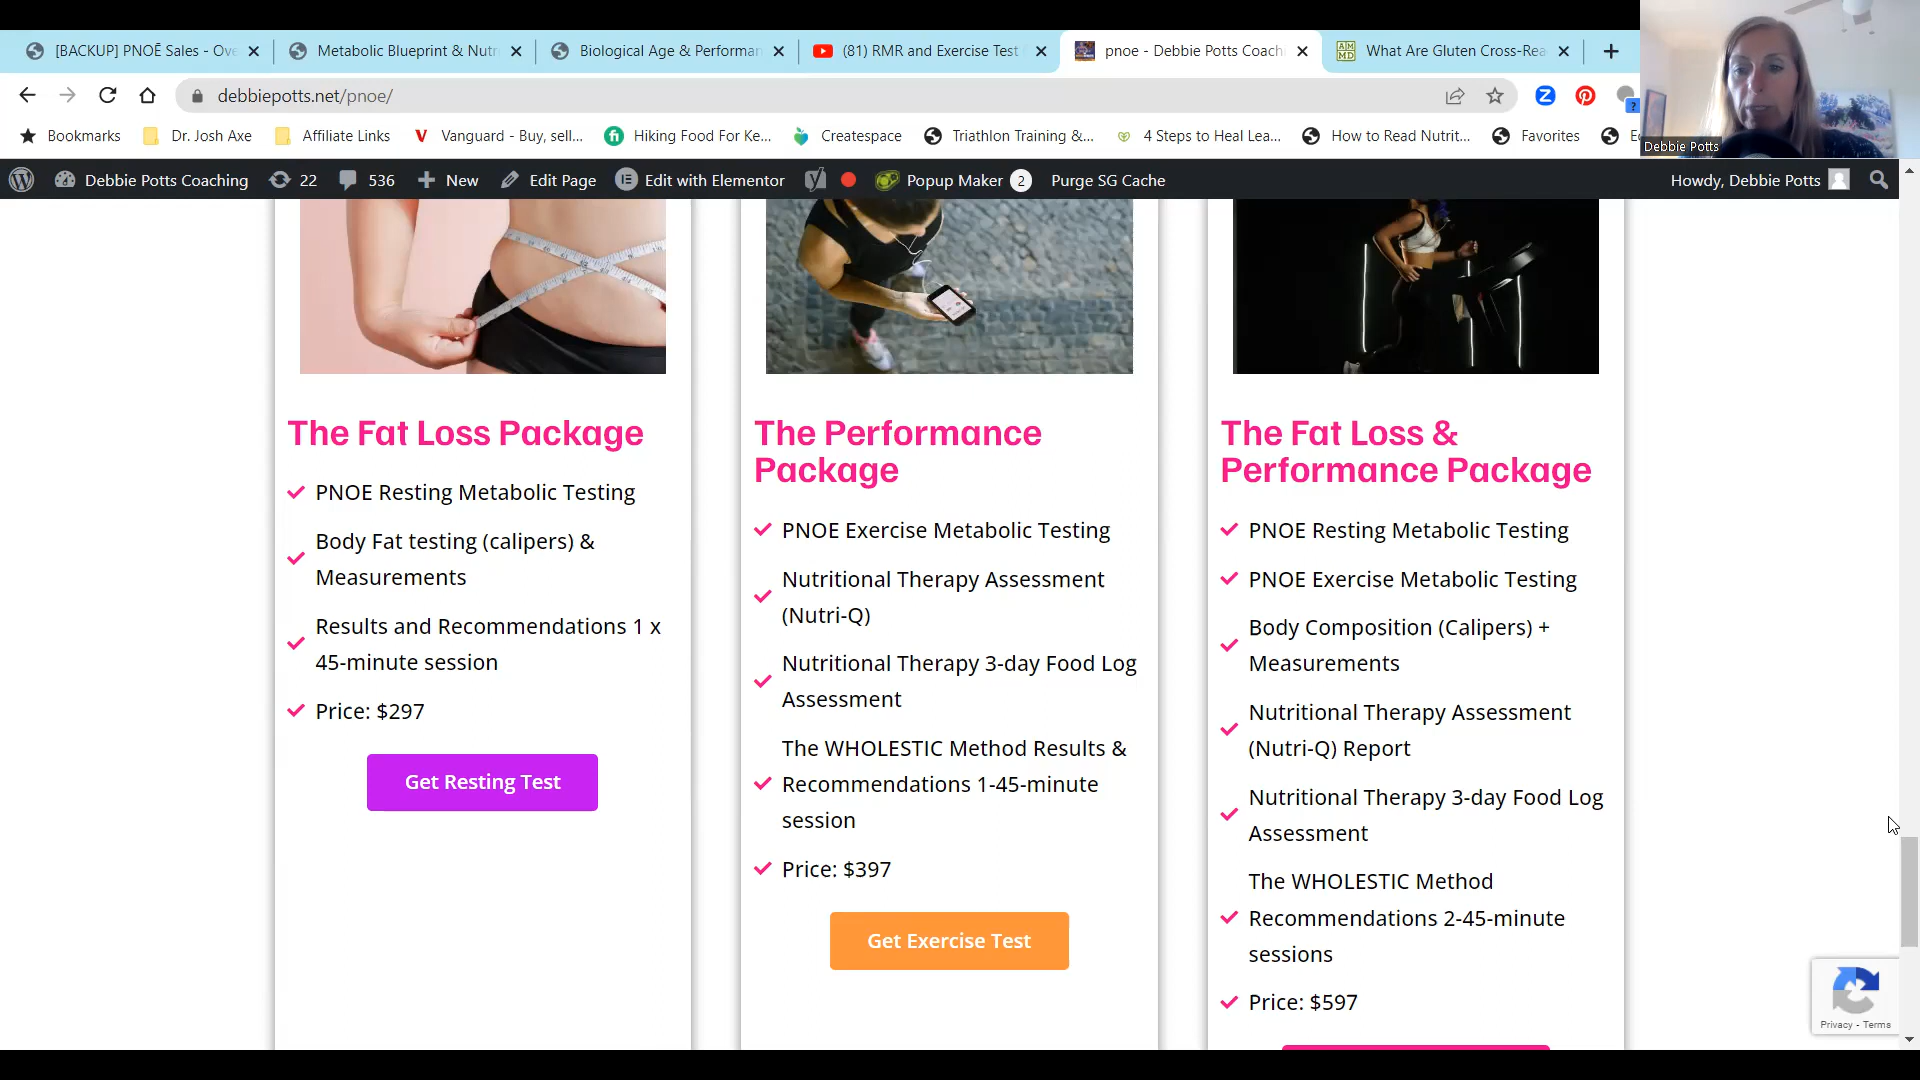 [BACKUP] PNOĒ Sales - Ove
Metabolic Blueprint & Nutri
Biological Age & Performan
(81) RMR and Exercise Test
pnoe - Debbie Potts Coach
What Are Gluten Cross-Rea
debbiepotts.net/pnoe/
Bookmarks
Dr. Josh Axe
Affiliate Links
Vanguard - Buy, sell...
Hiking Food For Ke...
Createspace
Triathlon Training &...
4 Steps to Heal Lea...
How to Read Nutrit...
Favorites
Debbie Potts
Debbie Potts Coaching
22
536
New
Edit Page
Edit with Elementor
Popup Maker 2
Purge SG Cache
Howdy, Debbie Potts
The Fat Loss Package
PNOE Resting Metabolic Testing
Body Fat testing (calipers) &
Measurements
Results and Recommendations 1 x
45-minute session
Price: $297
Get Resting Test
The Performance
Package
PNOE Exercise Metabolic Testing
Nutritional Therapy Assessment
(Nutri-Q)
Nutritional Therapy 3-day Food Log
Assessment
The WHOLESTIC Method Results &
Recommendations 1-45-minute
session
Price: $397
Get Exercise Test
The Fat Loss &
Performance Package
PNOE Resting Metabolic Testing
PNOE Exercise Metabolic Testing
Body Composition (Calipers) +
Measurements
Nutritional Therapy Assessment
(Nutri-Q) Report
Nutritional Therapy 3-day Food Log
Assessment
The WHOLESTIC Method
Recommendations 2-45-minute
sessions
Price: $597
Privacy - Terms